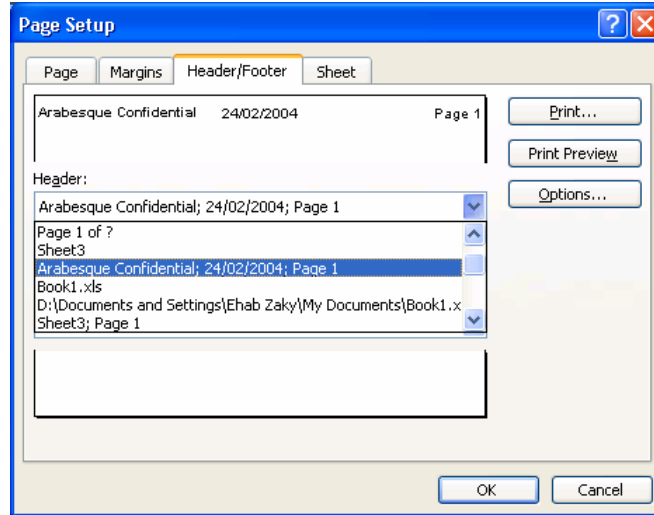 Page Setup
Page Margins Header/Footer Sheet
Arabesque Confidential 24/02/2004 Page 1
Print...
Print Preview
Options...
Header:
Arabesque Confidential; 24/02/2004; Page 1
Page 1 of ?
Sheet3
Arabesque Confidential; 24/02/2004; Page 1
Book1.xls
D:\Documents and Settings\Ehab Zaky\My Documents\Book1.x
Sheet3; Page 1
OK Cancel